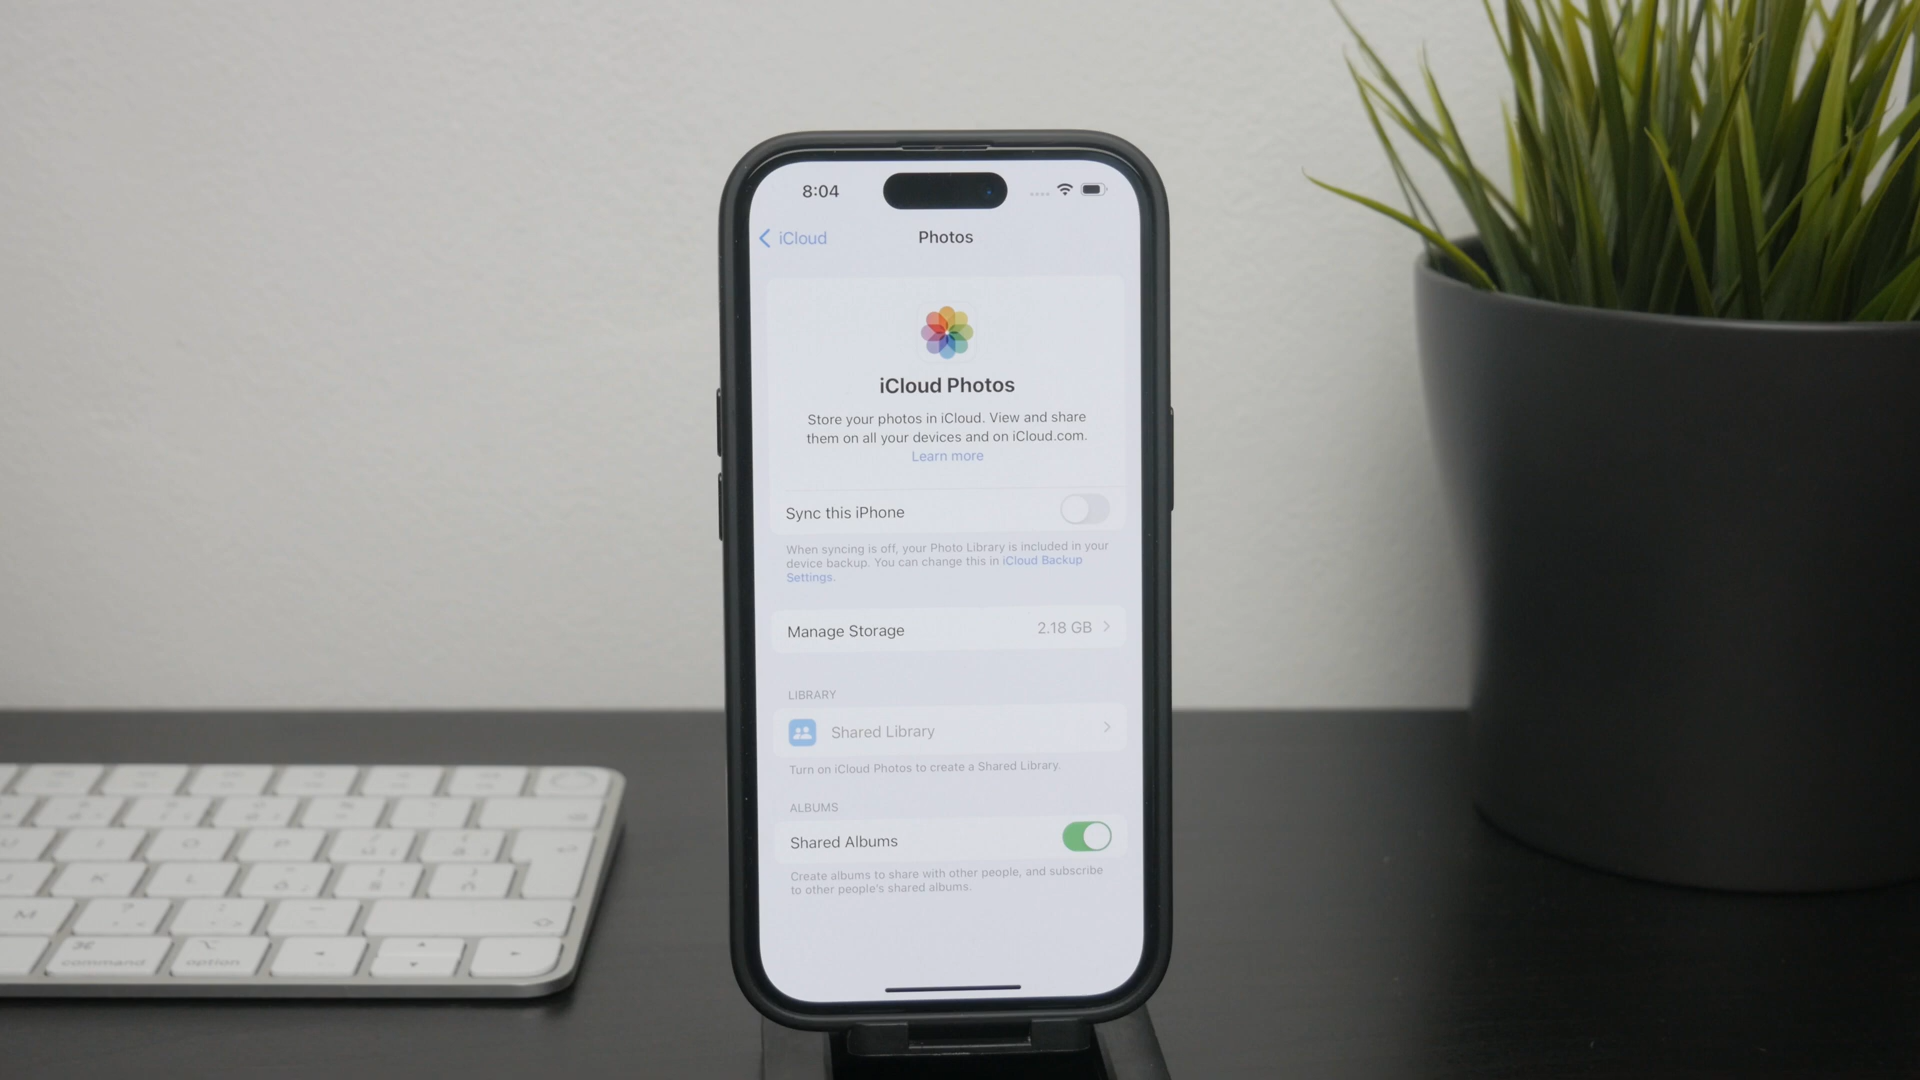 8:04
iCloud
Photos
iCloud Photos
Store your photos in iCloud. View and share
them on all your devices and on iCloud.com.
Learn more
Sync this iPhone
When syncing is off, your Photo Library is included in your
device backup. You can change this in iCloud Backup
Settings.
Manage Storage
2.18 GB
LIBRARY
Shared Library
Turn on iCloud Photos to create a Shared Library.
ALBUMS
Shared Albums
Create albums to share with other people, and subscribe
to other people's shared albums.
M
command
option